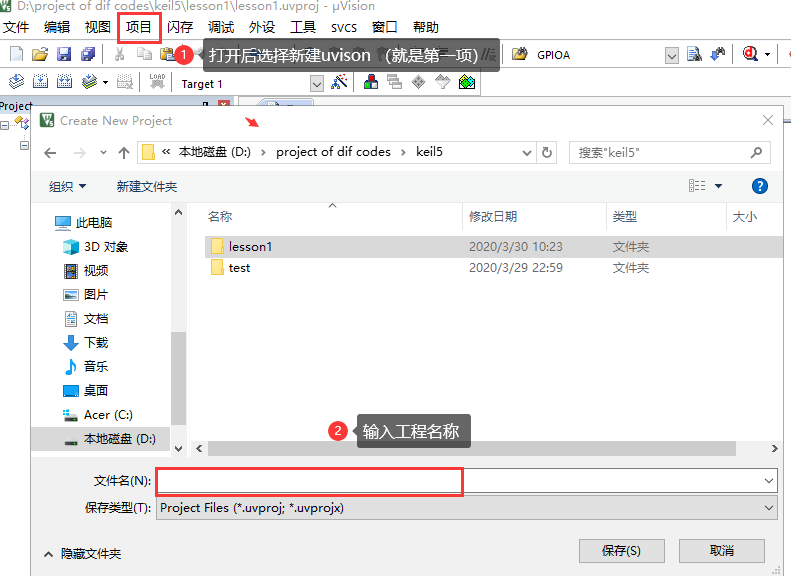 D:\project of dif codes\keil5\lesson1\lesson1.uvproj - µVision
文件 编辑 视图 项目 闪存 调试 外设 工具 SVCS 窗口 帮助
1 打开后选择新建uvison（就是第一项）
GPIOA
LOAD
Target 1
Project
Create New Project
« 本地磁盘 (D:) › project of dif codes › keil5
搜索"keil5"
组织 新建文件夹
名称 修改日期 类型 大小
此电脑
3D 对象
视频
图片
文档
下载
音乐
桌面
Acer (C:)
本地磁盘 (D:)
lesson1 2020/3/30 10:23 文件夹
test 2020/3/29 22:59 文件夹
2 输入工程名称
文件名(N):
保存类型(T): Project Files (*.uvproj; *.uvprojx)
隐藏文件夹
保存(S) 取消